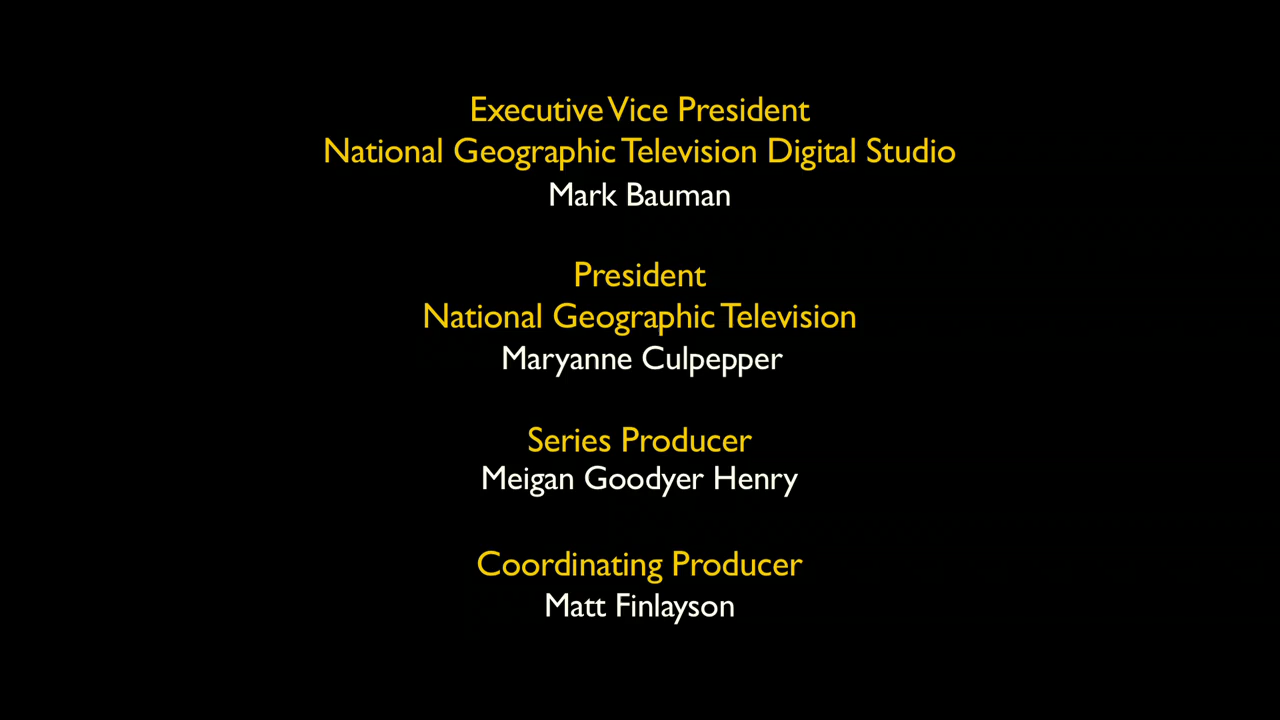 Executive Vice President
National Geographic Television Digital Studio
Mark Bauman
President
National Geographic Television
Maryanne Culpepper
Series Producer
Meigan Goodyer Henry
Coordinating Producer
Matt Finlayson